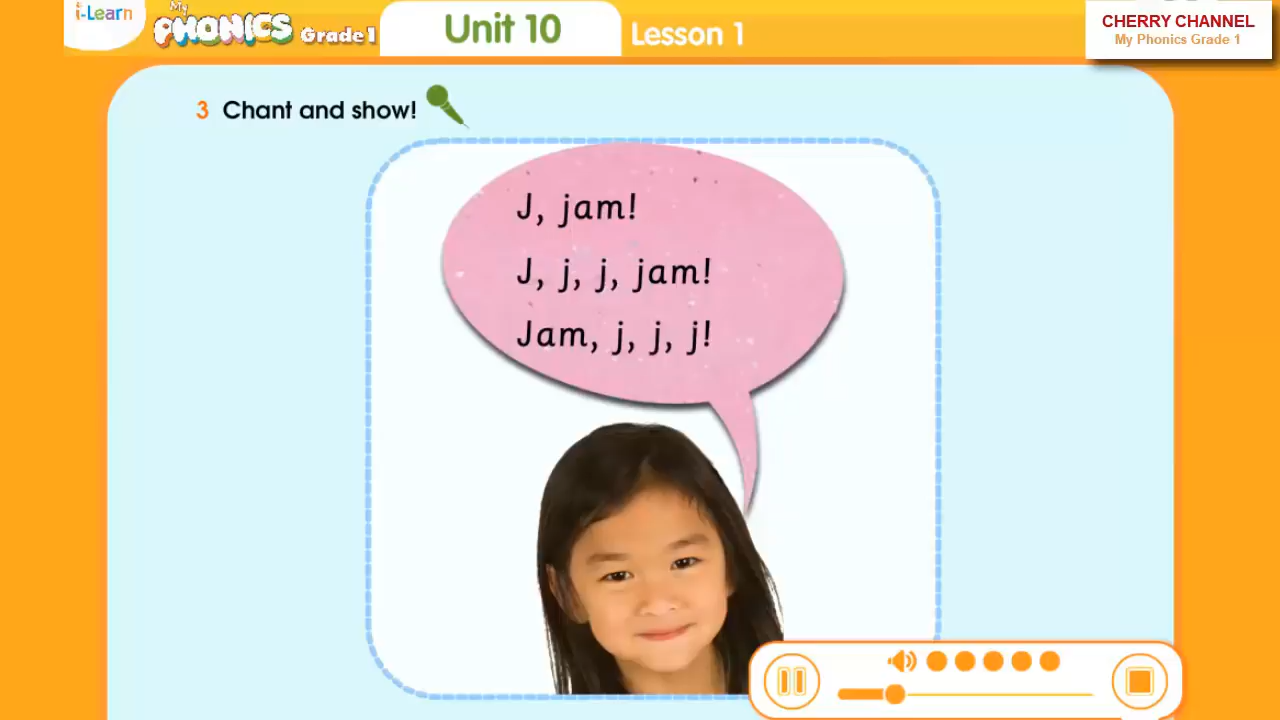 i-Learn
My
PHONICS Grade 1
Unit 10
Lesson 1
CHERRY CHANNEL
My Phonics Grade 1
3 Chant and show!
J, jam!
J, j, j, jam!
Jam, j, j, j!